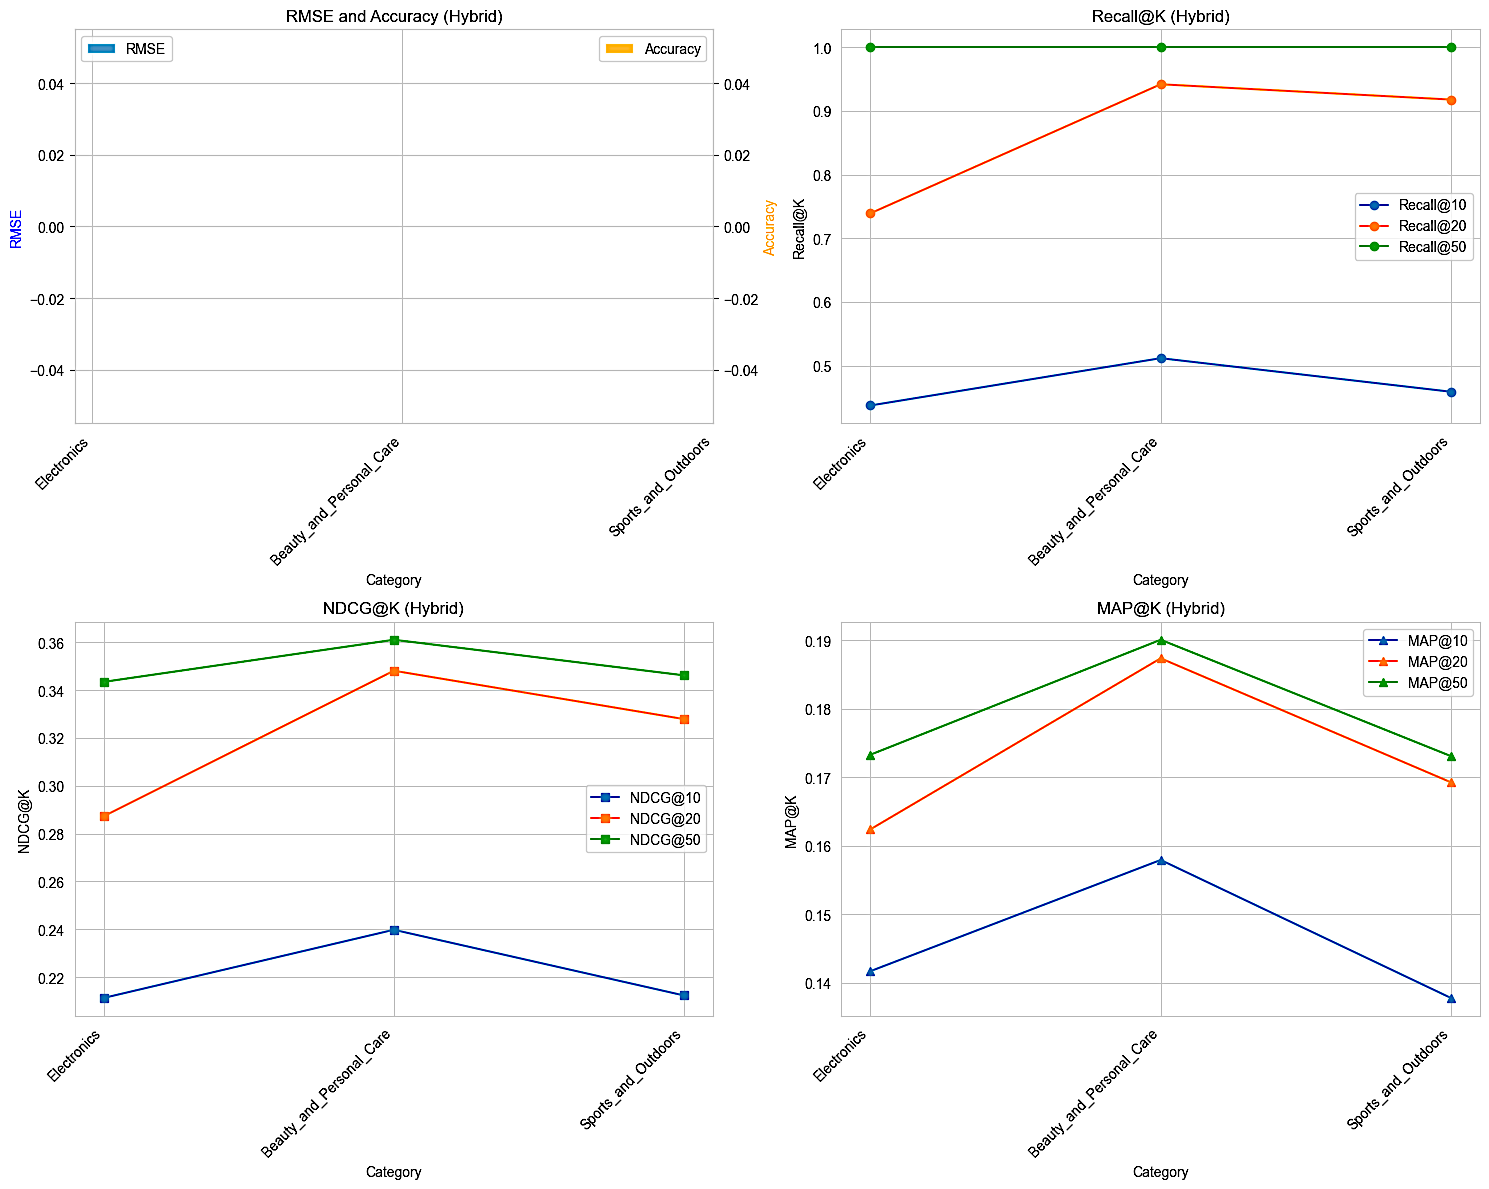 RMSE and Accuracy (Hybrid)
RMSE
Accuracy
0.04
0.02
0.00
−0.02
−0.04
RMSE
0.04
0.02
0.00
−0.02
−0.04
Accuracy
Electronics
Beauty_and_Personal_Care
Sports_and_Outdoors
Category
Recall@K (Hybrid)
1.0
0.9
0.8
0.7
0.6
0.5
Recall@K
Recall@10
Recall@20
Recall@50
Electronics
Beauty_and_Personal_Care
Sports_and_Outdoors
Category
NDCG@K (Hybrid)
0.36
0.34
0.32
0.30
0.28
0.26
0.24
0.22
NDCG@K
NDCG@10
NDCG@20
NDCG@50
Electronics
Beauty_and_Personal_Care
Sports_and_Outdoors
Category
MAP@K (Hybrid)
0.19
0.18
0.17
0.16
0.15
0.14
MAP@K
MAP@10
MAP@20
MAP@50
Electronics
Beauty_and_Personal_Care
Sports_and_Outdoors
Category